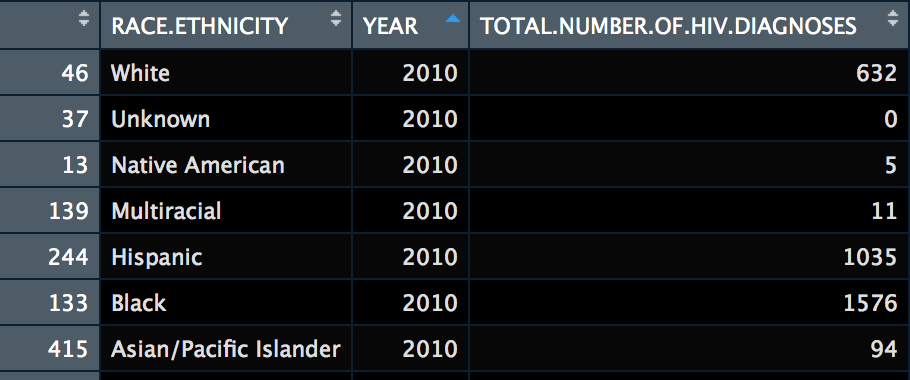 RACE.ETHNICITY YEAR TOTAL.NUMBER.OF.HIV.DIAGNOSES
46 White 2010 632
37 Unknown 2010 0
13 Native American 2010 5
139 Multiracial 2010 11
244 Hispanic 2010 1035
133 Black 2010 1576
415 Asian/Pacific Islander 2010 94